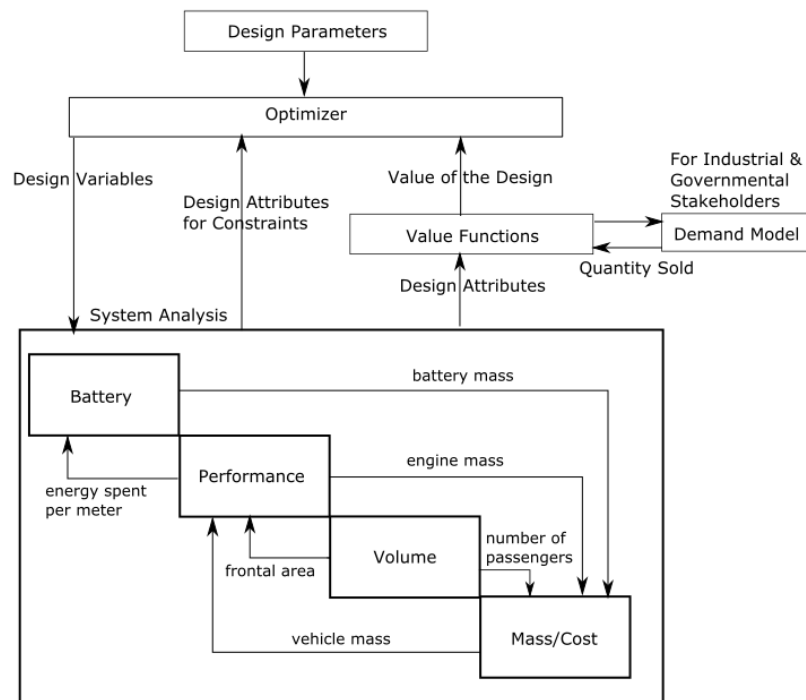 Design Parameters
Optimizer
Design Variables
Design Attributes
for Constraints
Value of the Design
For Industrial &
Governmental
Stakeholders
Value Functions
Demand Model
Quantity Sold
Design Attributes
System Analysis
Battery
battery mass
Performance
engine mass
energy spent
per meter
Volume
number of
passengers
frontal area
Mass/Cost
vehicle mass